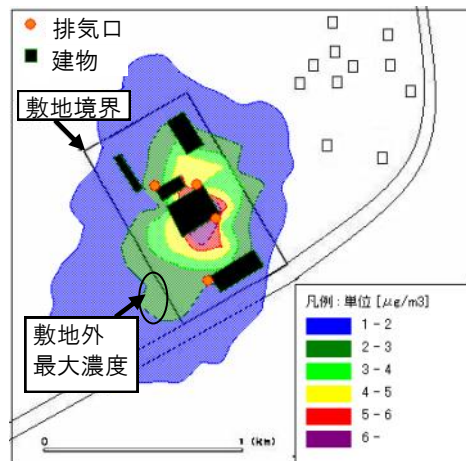 排気口
建物
敷地境界
敷地外
最大濃度
凡例：単位 [μg/m3]
1 - 2
2 - 3
3 - 4
4 - 5
5 - 6
6 -
0 1 (km)